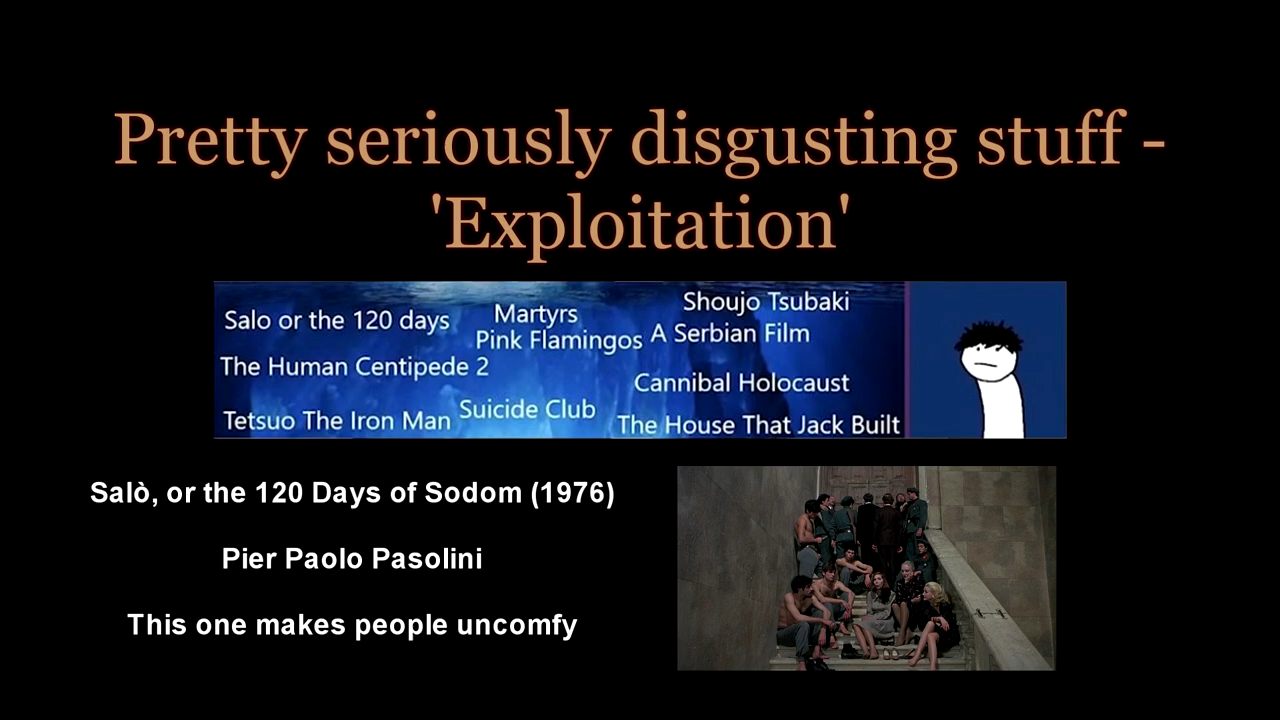 Pretty seriously disgusting stuff -
'Exploitation'
Salo or the 120 days
Martyrs
Shoujo Tsubaki
Pink Flamingos
A Serbian Film
The Human Centipede 2
Cannibal Holocaust
Tetsuo The Iron Man
Suicide Club
The House That Jack Built
Salò, or the 120 Days of Sodom (1976)
Pier Paolo Pasolini
This one makes people uncomfy